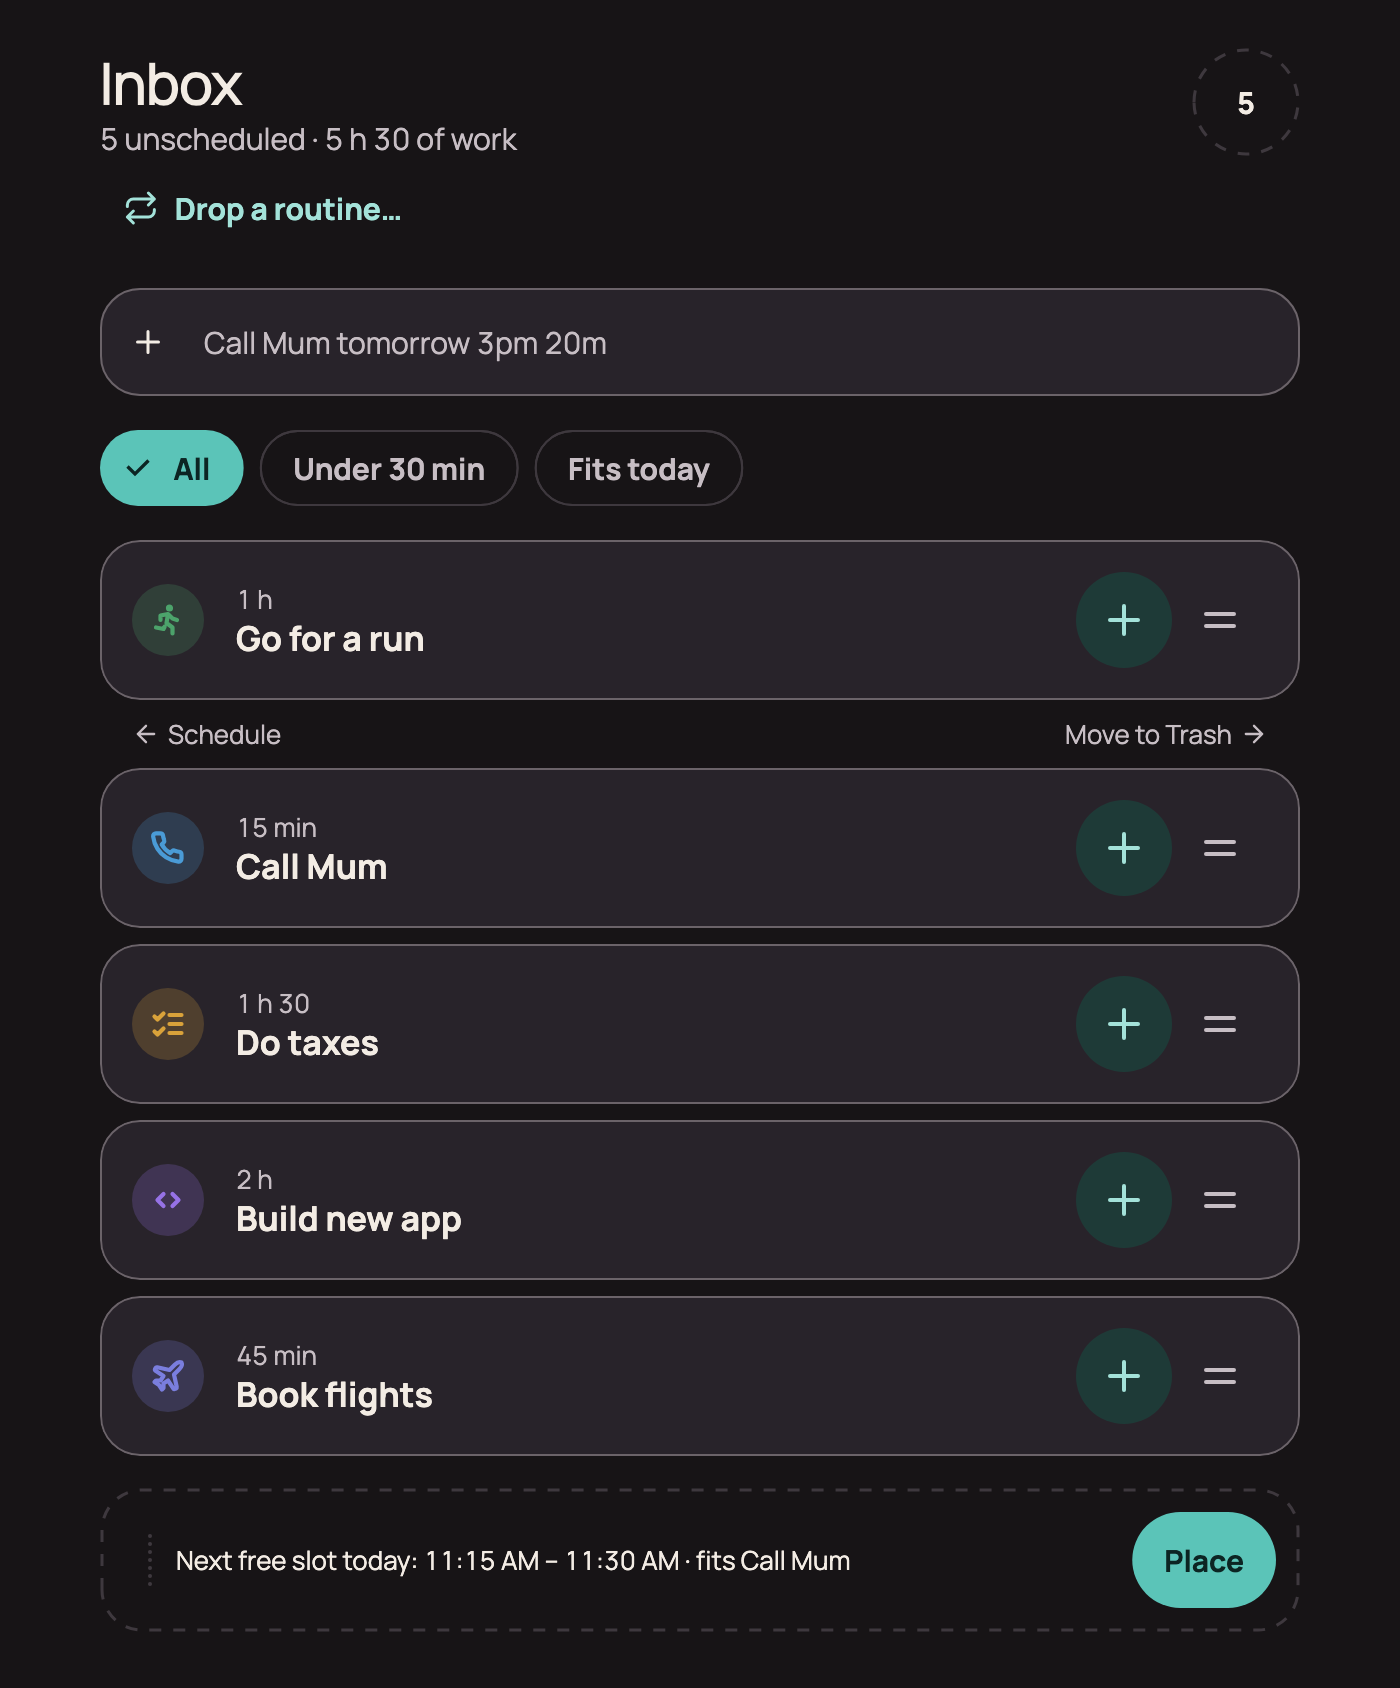 Inbox
5
5 unscheduled · 5 h 30 of work
Drop a routine...
Call Mum tomorrow 3pm 20m
All
Under 30 min
Fits today
1 h
Go for a run
← Schedule
Move to Trash →
15 min
Call Mum
1 h 30
Do taxes
2 h
Build new app
45 min
Book flights
Next free slot today: 11:15 AM – 11:30 AM · fits Call Mum
Place